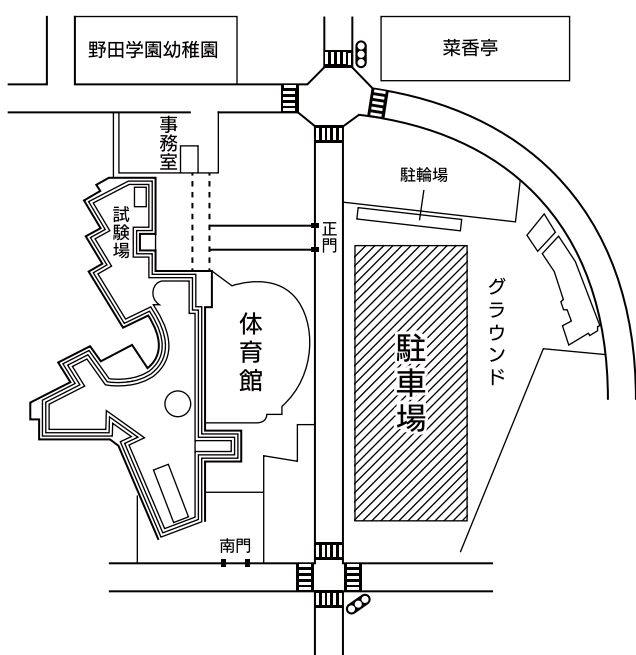 野田学園幼稚園
菜香亭
事務室
駐輪場
試験場
正門
グラウンド
体育館
駐車場
南門